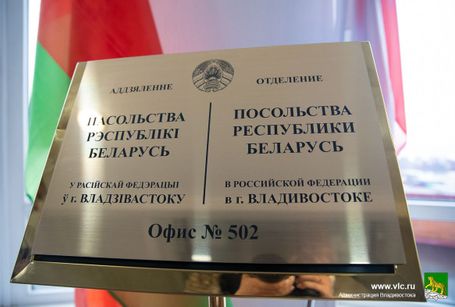 АДДЗЯЛЕННЕ
ПАСОЛЬСТВА
РЭСПУБЛІКІ
БЕЛАРУСЬ
У РАСІЙСКАЙ ФЕДЭРАЦЫІ
ў г. ВЛАДЗІВАСТОКУ
ОТДЕЛЕНИЕ
ПОСОЛЬСТВА
РЕСПУБЛИКИ
БЕЛАРУСЬ
В РОССИЙСКОЙ ФЕДЕРАЦИИ
в г. ВЛАДИВОСТОКЕ
Офис № 502
www.vlc.ru
Администрация Владивостока